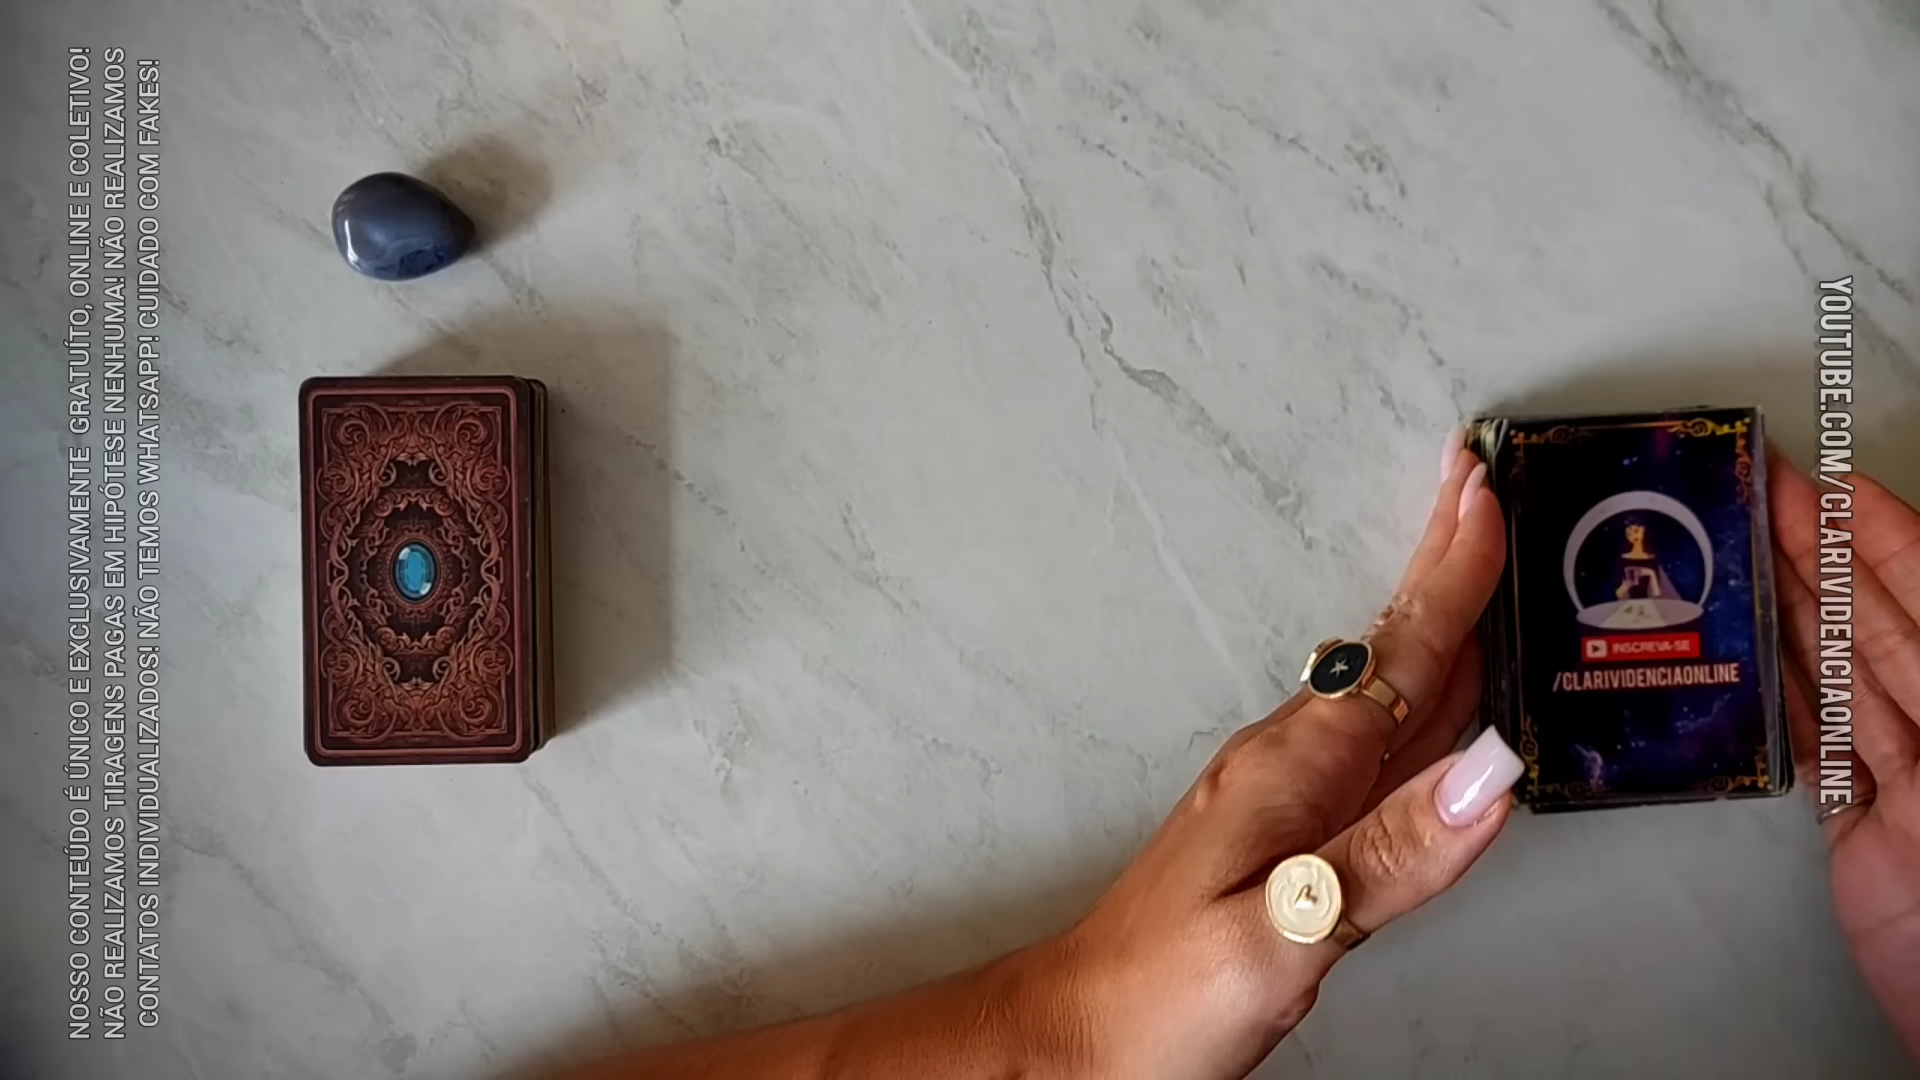 NOSSO CONTEÚDO É ÚNICO E EXCLUSIVAMENTE GRATUÍTO, ONLINE E COLETIVO!
NÃO REALIZAMOS TIRAGENS PAGAS EM HIPÓTESE NENHUMA! NÃO REALIZAMOS
CONTATOS INDIVIDUALIZADOS! NÃO TEMOS WHATSAPP! CUIDADO COM FAKES!
INSCREVA-SE
/CLARIVIDENCIAONLINE
YOUTUBE.COM/CLARIVIDENCIAONLINE